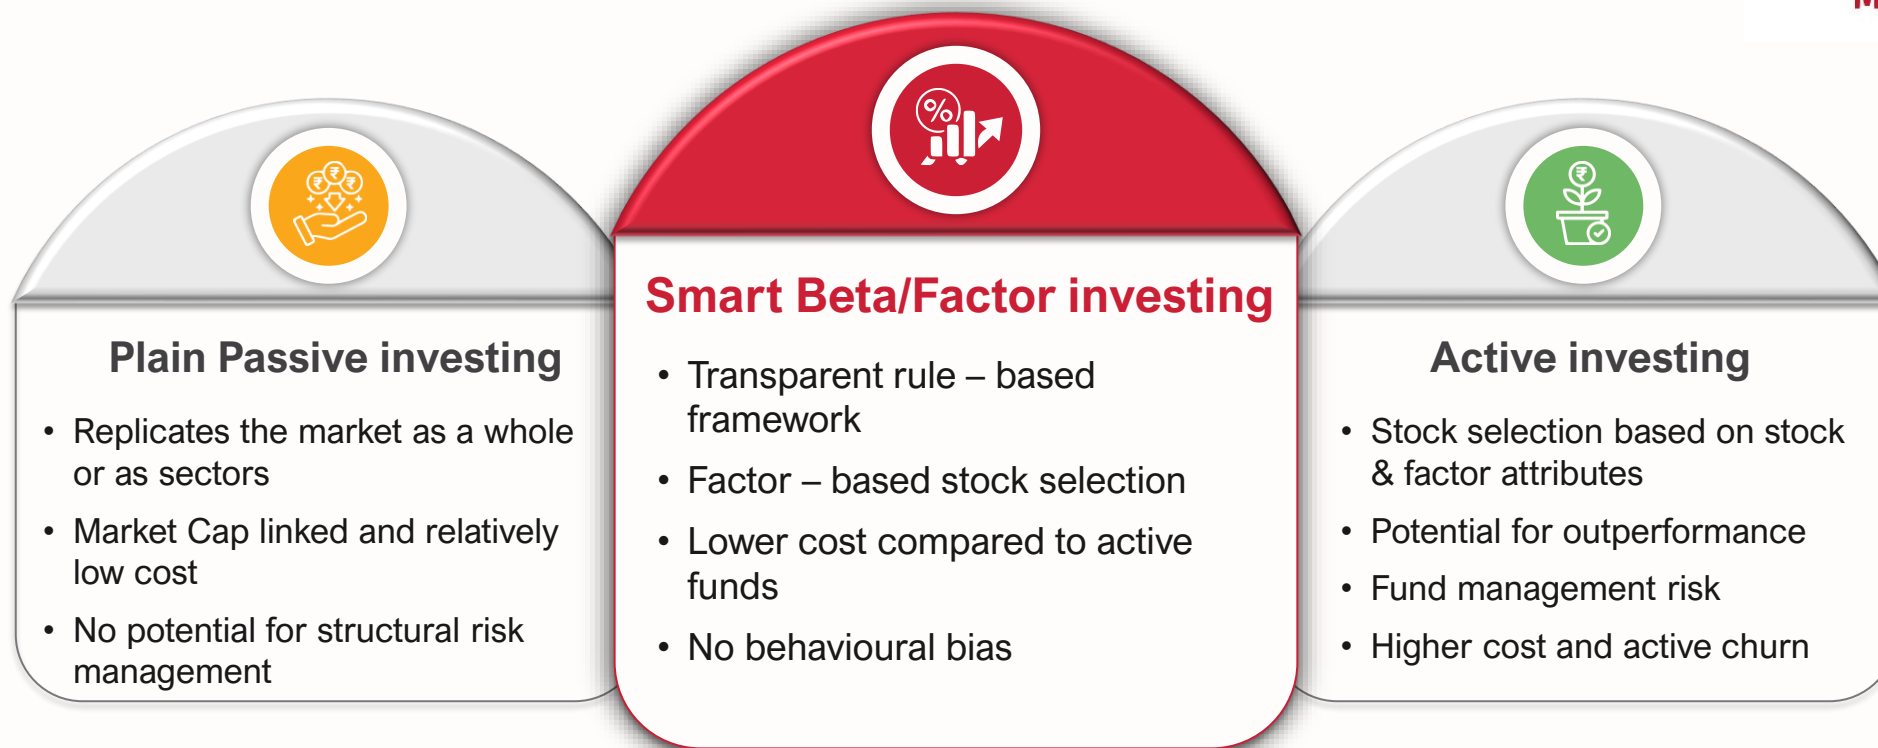 Plain Passive investing
• Replicates the market as a whole
or as sectors
• Market Cap linked and relatively
low cost
• No potential for structural risk
management
Smart Beta/Factor investing
• Transparent rule – based
framework
• Factor – based stock selection
• Lower cost compared to active
funds
• No behavioural bias
Active investing
• Stock selection based on stock
& factor attributes
• Potential for outperformance
• Fund management risk
• Higher cost and active churn